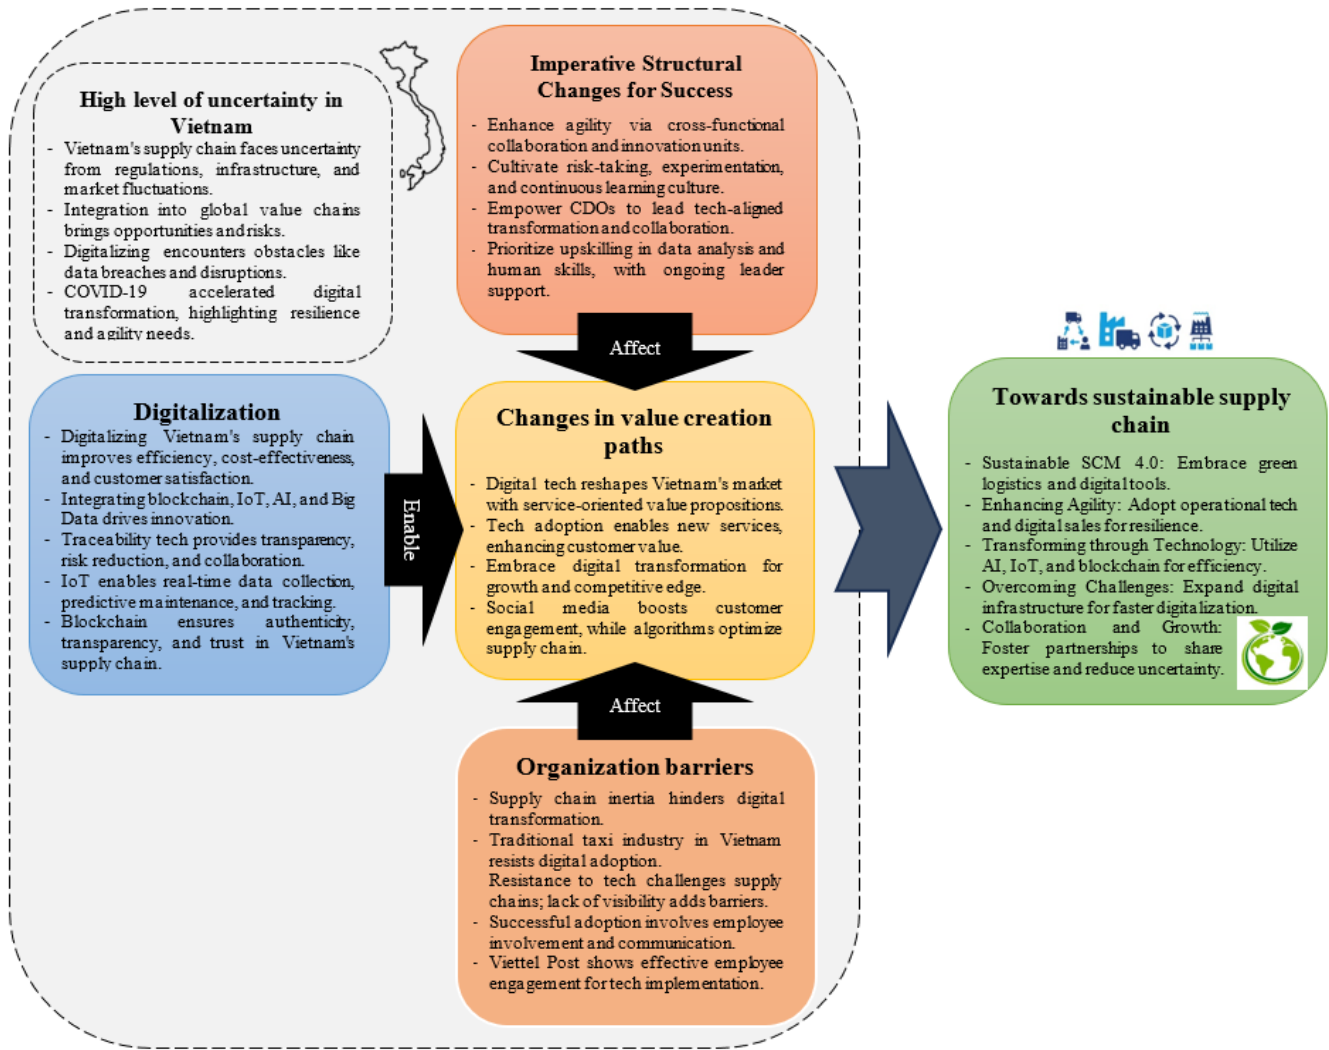 High level of uncertainty in
Vietnam
- Vietnam's supply chain faces uncertainty
from regulations, infrastructure, and
market fluctuations.
- Integration into global value chains
brings opportunities and risks.
- Digitalizing encounters obstacles like
data breaches and disruptions.
- COVID-19 accelerated digital
transformation, highlighting resilience
and agility needs.
Imperative Structural
Changes for Success
- Enhance agility via cross-functional
collaboration and innovation units.
- Cultivate risk-taking, experimentation,
and continuous learning culture.
- Empower CDOs to lead tech-aligned
transformation and collaboration.
- Prioritize upskilling in data analysis and
human skills, with ongoing leader
support.
Affect
Digitalization
- Digitalizing Vietnam's supply chain
improves efficiency, cost-effectiveness,
and customer satisfaction.
- Integrating blockchain, IoT, AI, and Big
Data drives innovation.
- Traceability tech provides transparency,
risk reduction, and collaboration.
- IoT enables real-time data collection,
predictive maintenance, and tracking.
- Blockchain ensures authenticity,
transparency, and trust in Vietnam's
supply chain.
Enable
Changes in value creation
paths
- Digital tech reshapes Vietnam's market
with service-oriented value propositions.
- Tech adoption enables new services,
enhancing customer value.
- Embrace digital transformation for
growth and competitive edge.
- Social media boosts customer
engagement, while algorithms optimize
supply chain.
Affect
Organization barriers
- Supply chain inertia hinders digital
transformation.
- Traditional taxi industry in Vietnam
resists digital adoption.
Resistance to tech challenges supply
chains; lack of visibility adds barriers.
- Successful adoption involves employee
involvement and communication.
- Viettel Post shows effective employee
engagement for tech implementation.
Towards sustainable supply
chain
- Sustainable SCM 4.0: Embrace green
logistics and digital tools.
- Enhancing Agility: Adopt operational tech
and digital sales for resilience.
- Transforming through Technology: Utilize
AI, IoT, and blockchain for efficiency.
- Overcoming Challenges: Expand digital
infrastructure for faster digitalization.
- Collaboration and Growth:
Foster partnerships to share
expertise and reduce uncertainty.